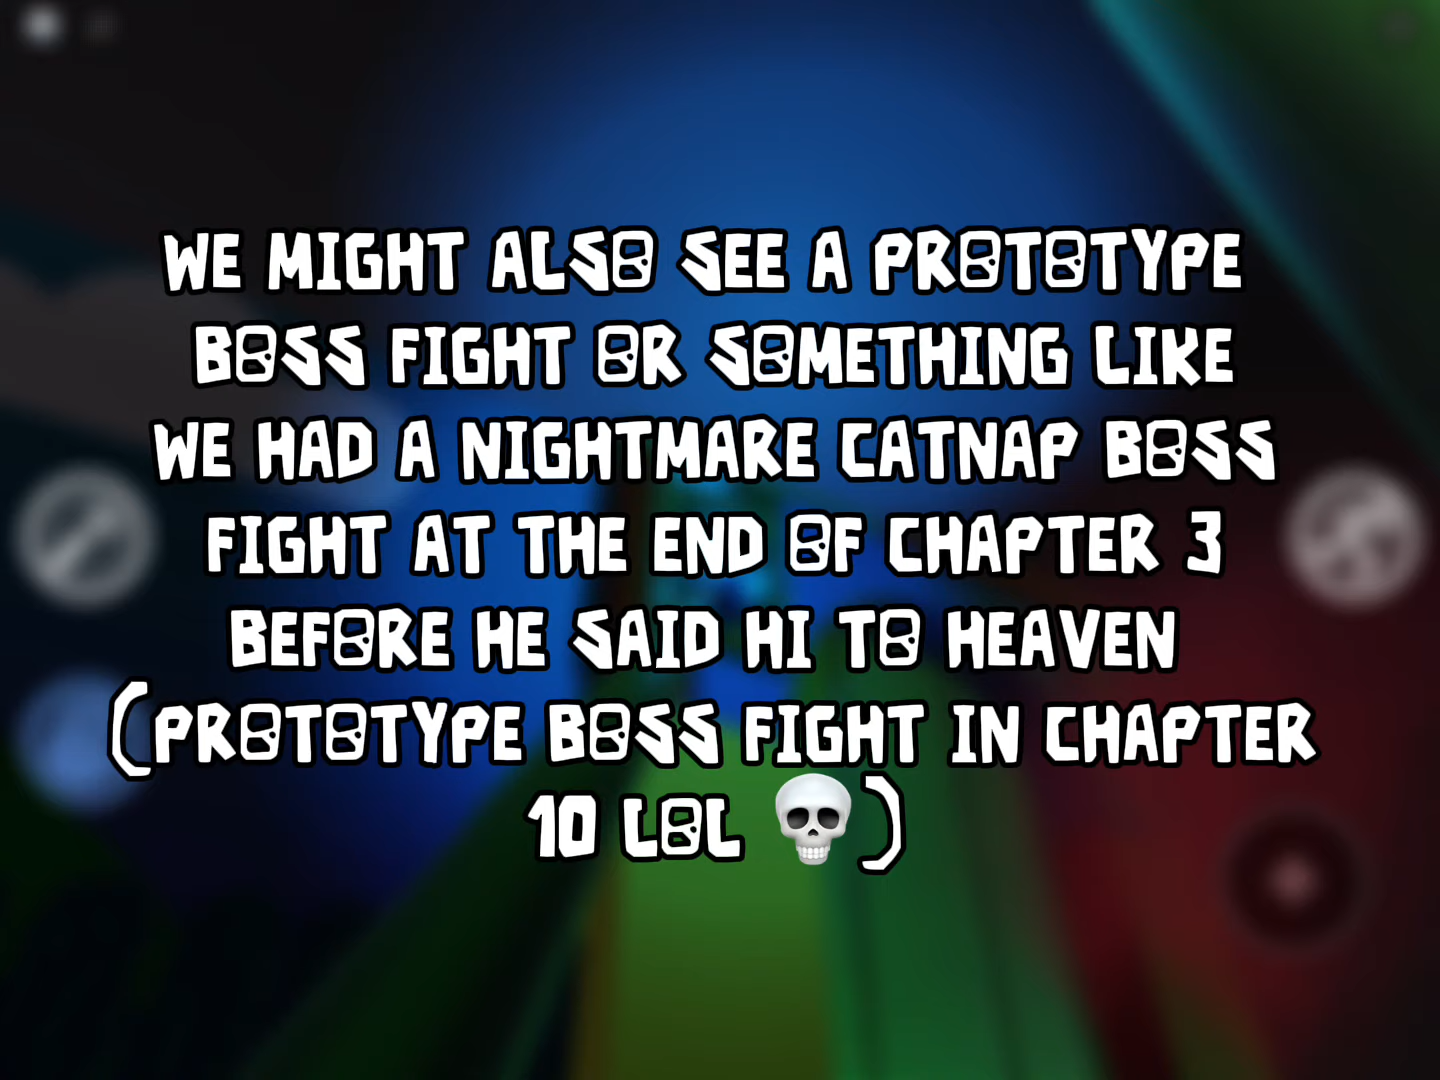 WE MIGHT ALSO SEE A PROTOTYPE
BOSS FIGHT OR SOMETHING LIKE
WE HAD A NIGHTMARE CATNAP BOSS
FIGHT AT THE END OF CHAPTER 3
BEFORE HE SAID HI TO HEAVEN
(PROTOTYPE BOSS FIGHT IN CHAPTER
10 LOL 💀)